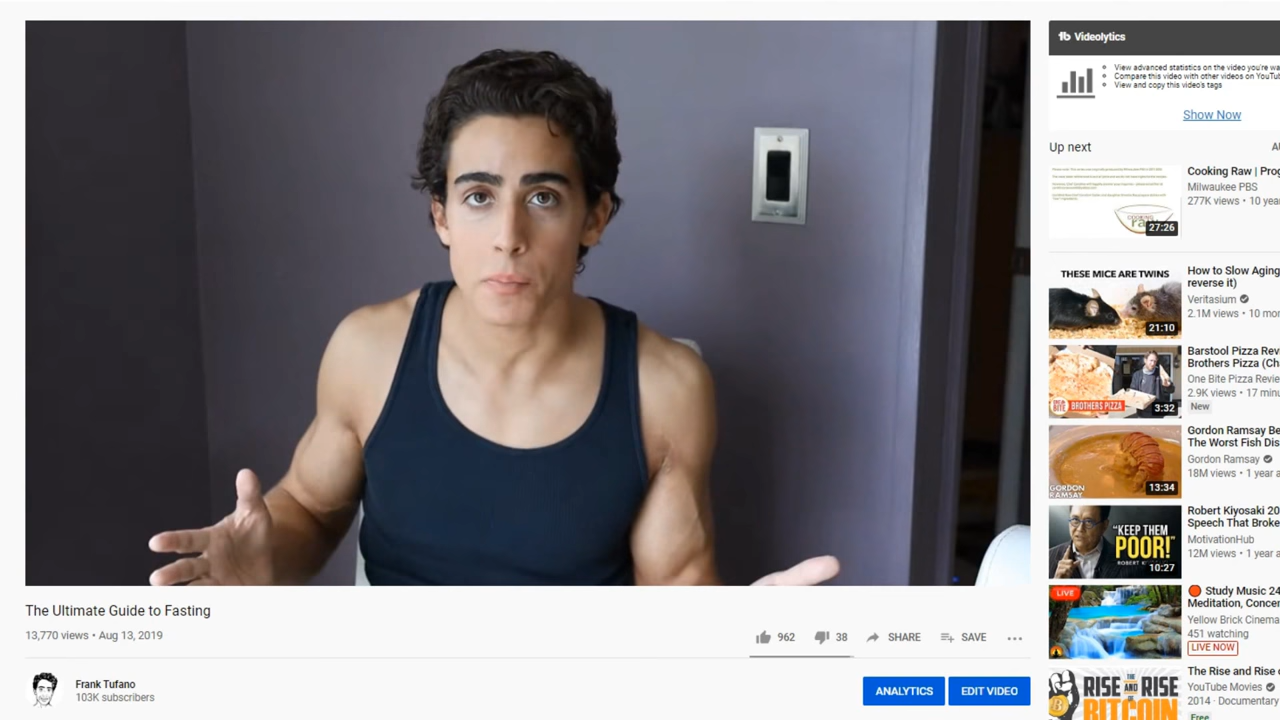 The Ultimate Guide to Fasting
13,770 views • Aug 13, 2019
962
38
SHARE
SAVE
Frank Tufano
103K subscribers
ANALYTICS
EDIT VIDEO
Videolytics
View advanced statistics on the video you're wa
Compare this video with other videos on YouTub
View and copy this video's tags
Show Now
Up next
27:26
Cooking Raw | Prog
Milwaukee PBS
277K views • 10 yea
THESE MICE ARE TWINS
21:10
How to Slow Aging
reverse it)
Veritasium
2.1M views • 10 mon
BROTHERS PIZZA
3:32
Barstool Pizza Revi
Brothers Pizza (Ch
One Bite Pizza Revie
2.9K views • 17 minu
New
GORDON
RAMSAY
13:34
Gordon Ramsay Be
The Worst Fish Dis
Gordon Ramsay
18M views • 1 year a
"KEEP THEM
POOR!"
10:27
Robert Kiyosaki 20
Speech That Broke
MotivationHub
12M views • 1 year a
LIVE
Study Music 24
Meditation, Concen
Yellow Brick Cinema
451 watching
LIVE NOW
THE
RISE AND RISE
BITCOIN
The Rise and Rise o
YouTube Movies
2014 • Documentary
Free